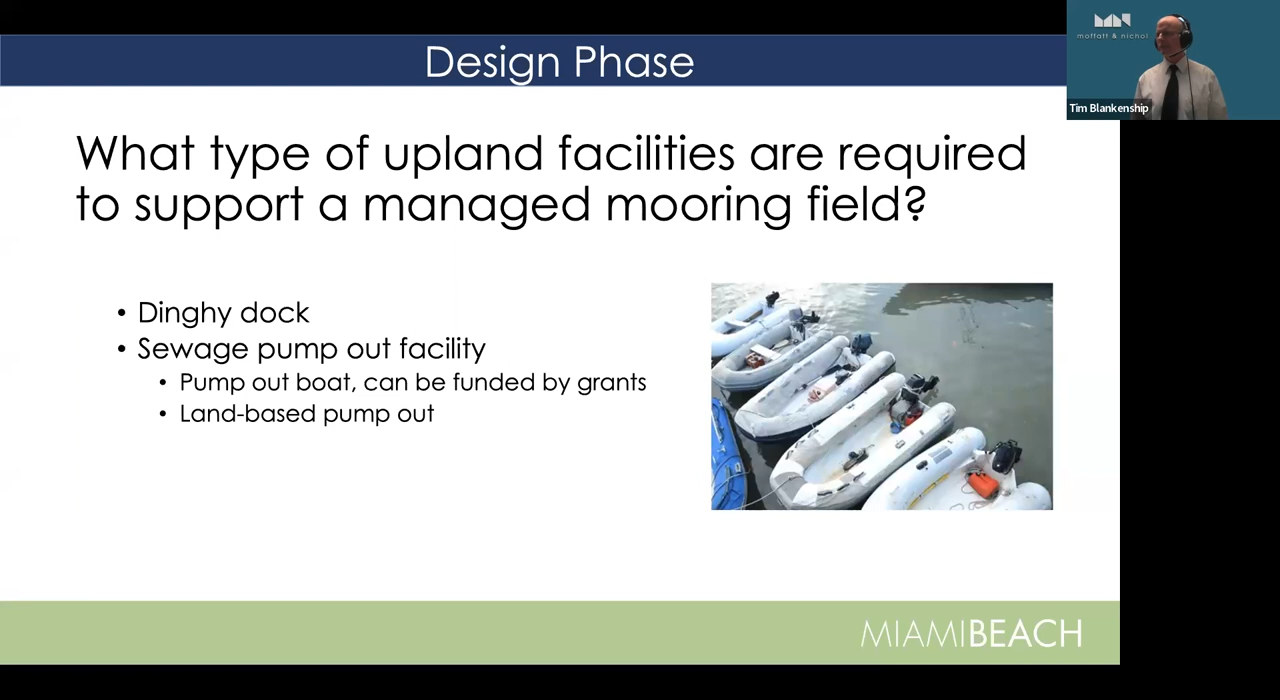 Design Phase
moffatt & nichol
Tim Blankenship
What type of upland facilities are required
to support a managed mooring field?
• Dinghy dock
• Sewage pump out facility
• Pump out boat, can be funded by grants
• Land-based pump out
MIAMIBEACH